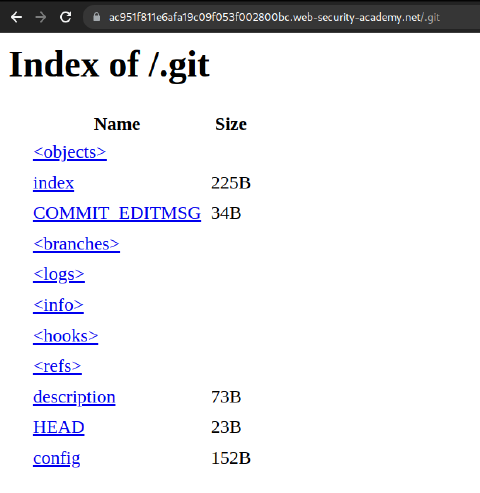 ac951f811e6afa19c09f053f002800bc.web-security-academy.net/.git
Index of /.git
Name Size
<objects>
index 225B
COMMIT_EDITMSG 34B
<branches>
<logs>
<info>
<hooks>
<refs>
description 73B
HEAD 23B
config 152B